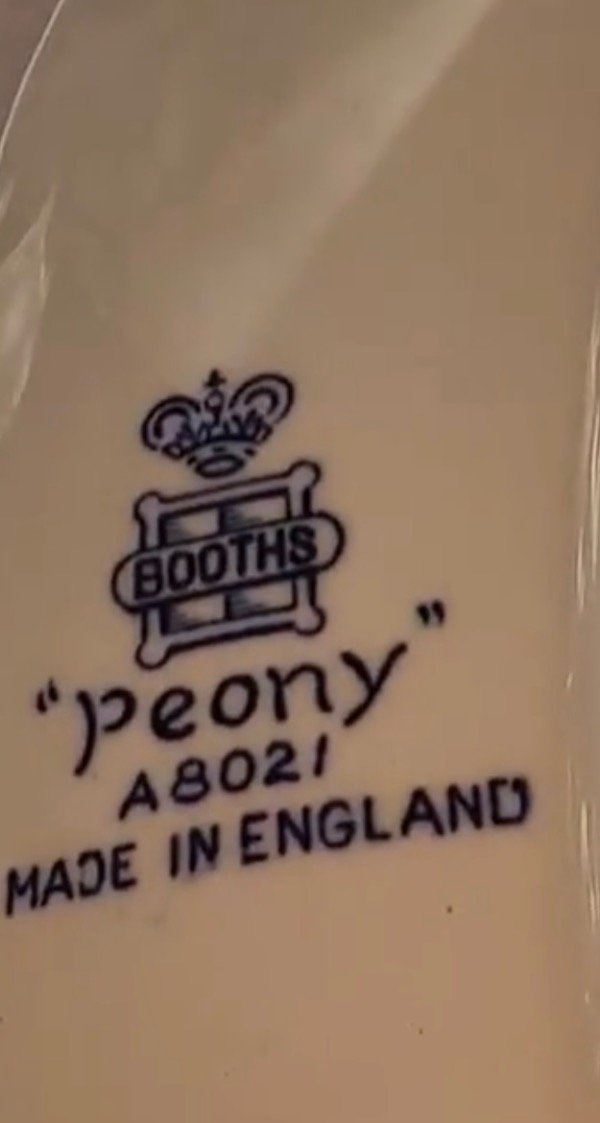 BOOTHS
"Peony"
A8021
MADE IN ENGLAND